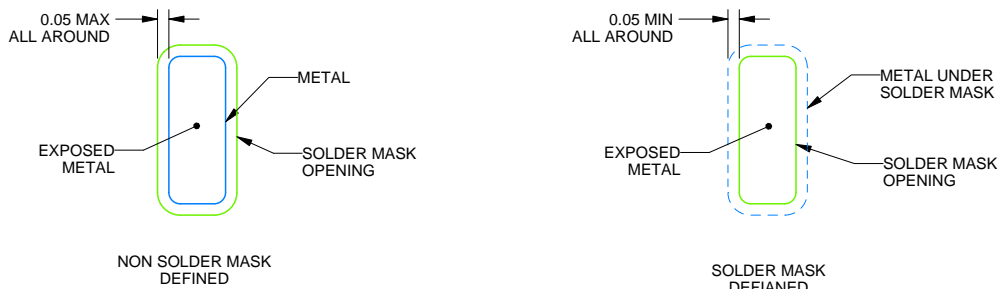 0.05 MAX
ALL AROUND
METAL
EXPOSED
METAL
SOLDER MASK
OPENING
NON SOLDER MASK
DEFINED
0.05 MIN
ALL AROUND
METAL UNDER
SOLDER MASK
EXPOSED
METAL
SOLDER MASK
OPENING
SOLDER MASK
DEFIANED